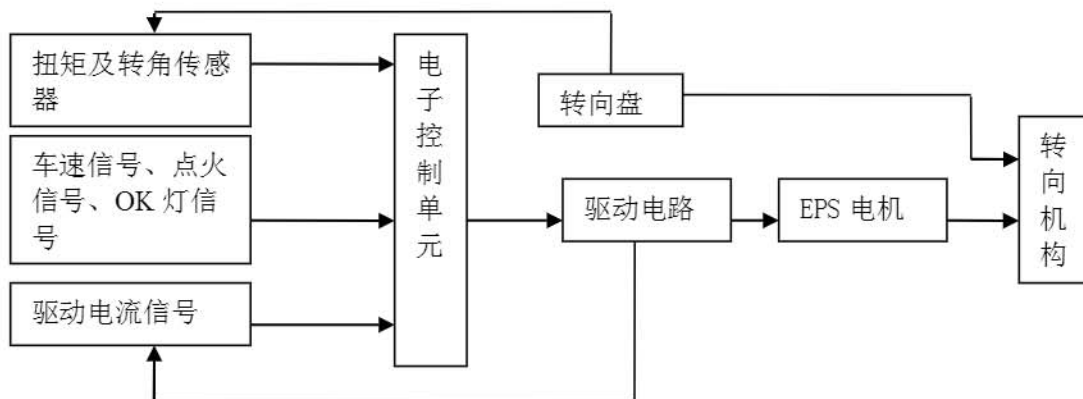 扭矩及转角传感
器
车速信号、点火
信号、OK 灯信
号
驱动电流信号
电
子
控
制
单
元
转向盘
驱动电路
EPS 电机
转
向
机
构